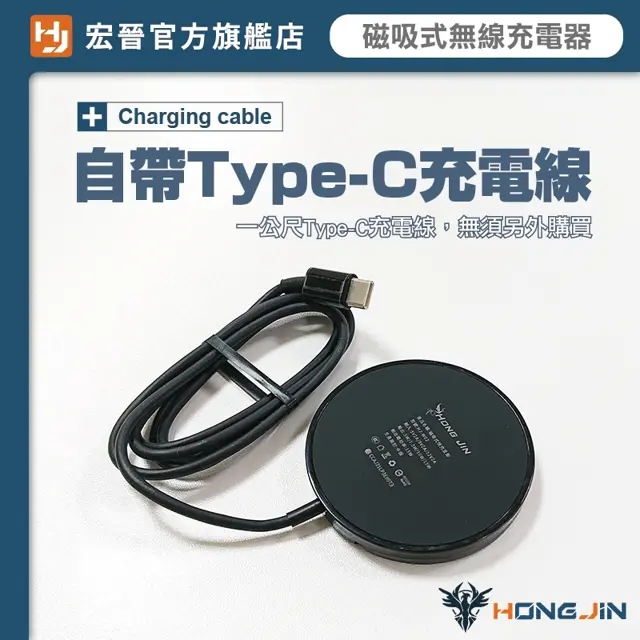 HJ 宏晉官方旗艦店
磁吸式無線充電器
Charging cable
自帶Type-C充電線
一公尺Type-C充電線，無須另外購買
HONG JIN
HONGJIN